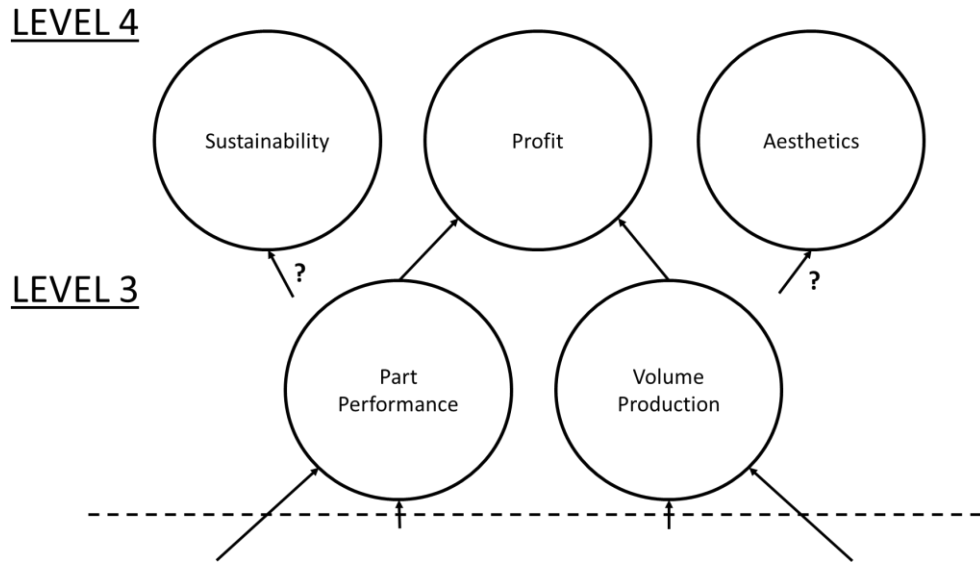 LEVEL 4
Sustainability
Profit
Aesthetics
?
?
LEVEL 3
Part
Performance
Volume
Production